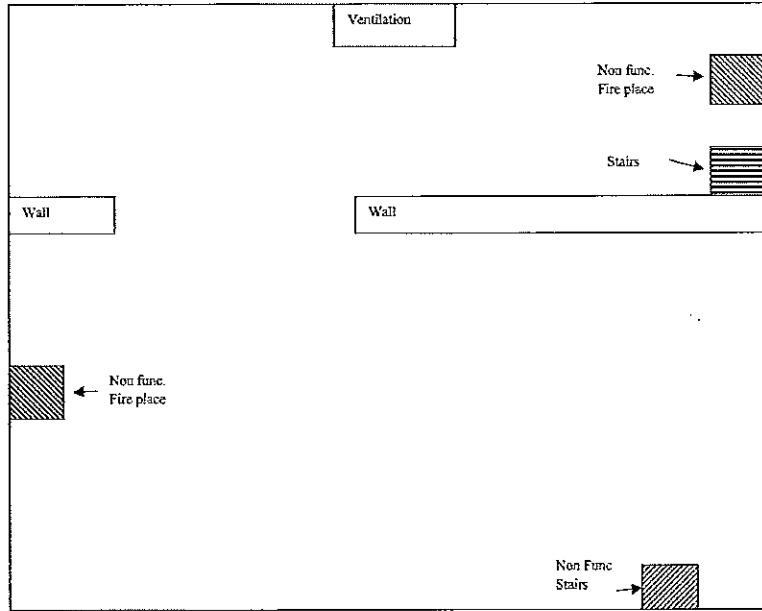 Ventilation
Non func.
Fire place
Stairs
Wall
Wall
Non func.
Fire place
Non Func
Stairs